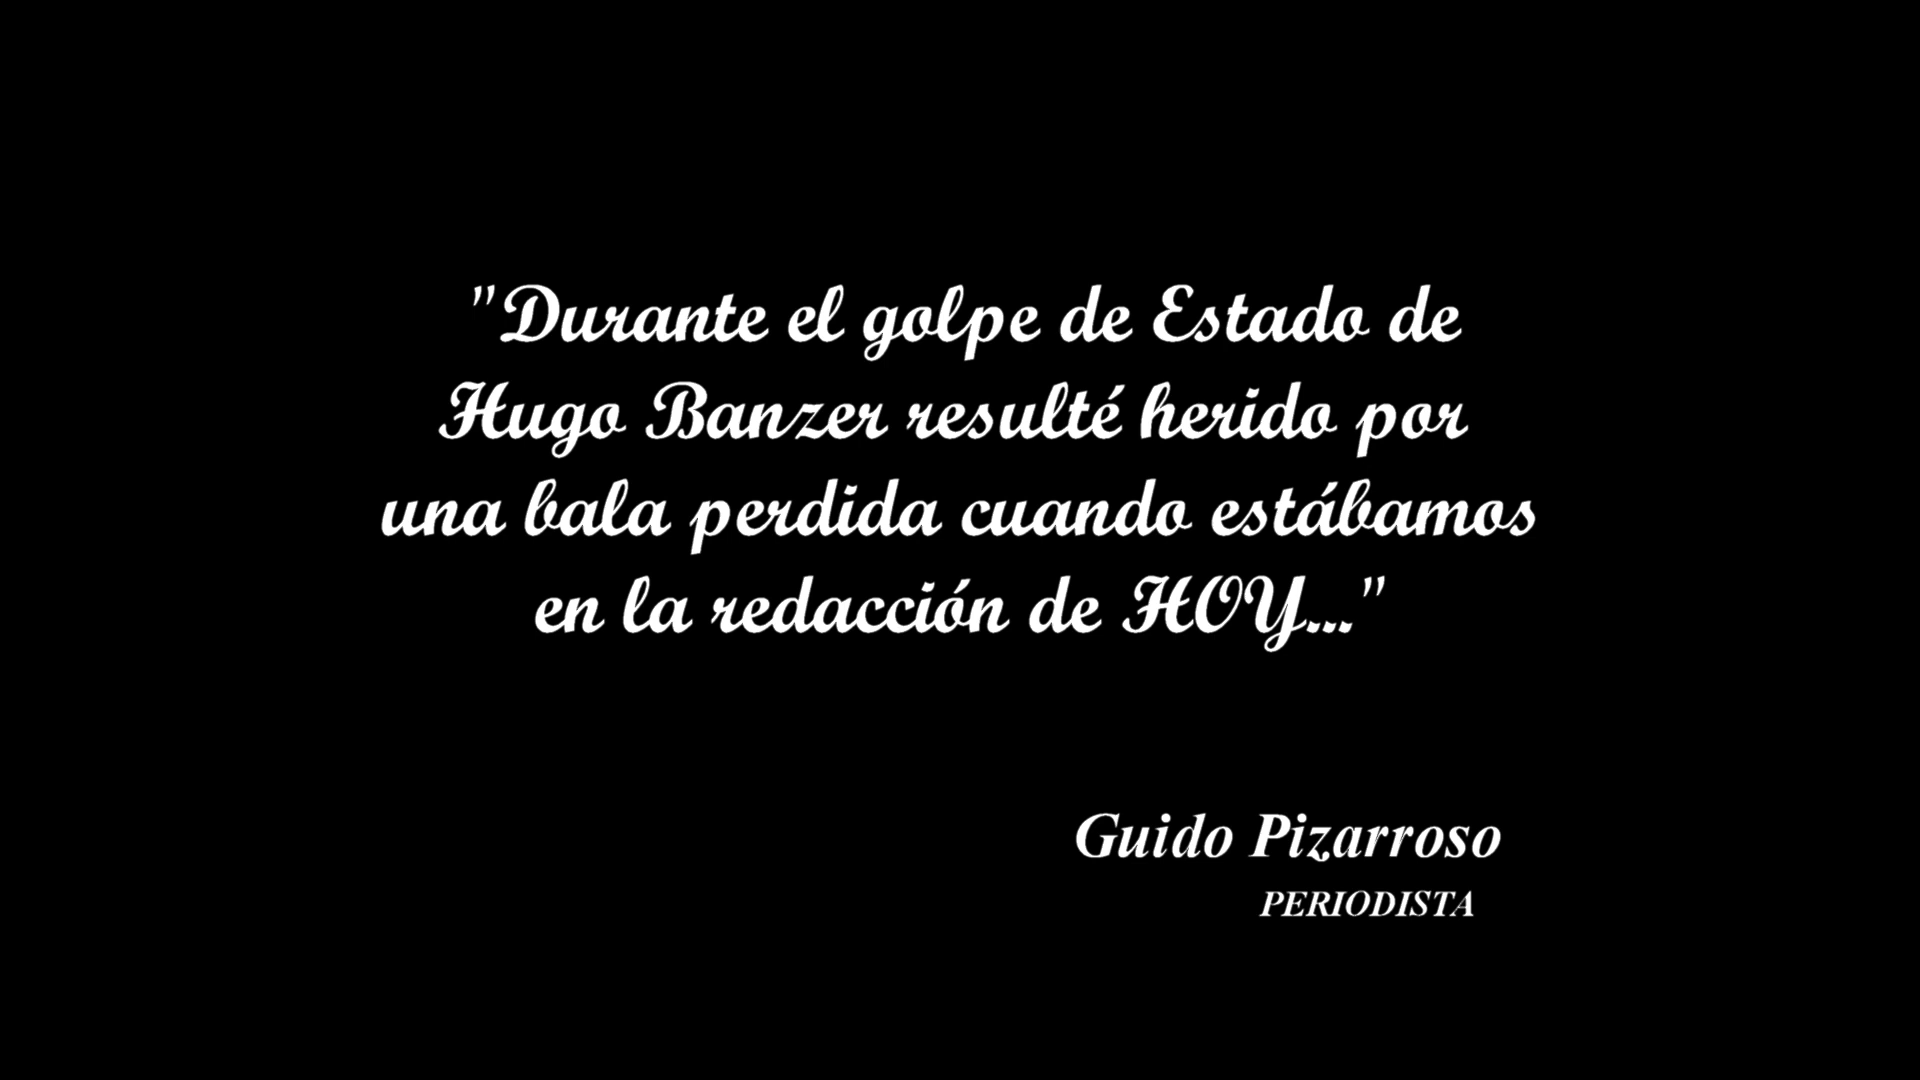 "Durante el golpe de Estado de
Hugo Banzer resulté herido por
una bala perdida cuando estábamos
en la redacción de HOY..."
Guido Pizarroso
PERIODISTA